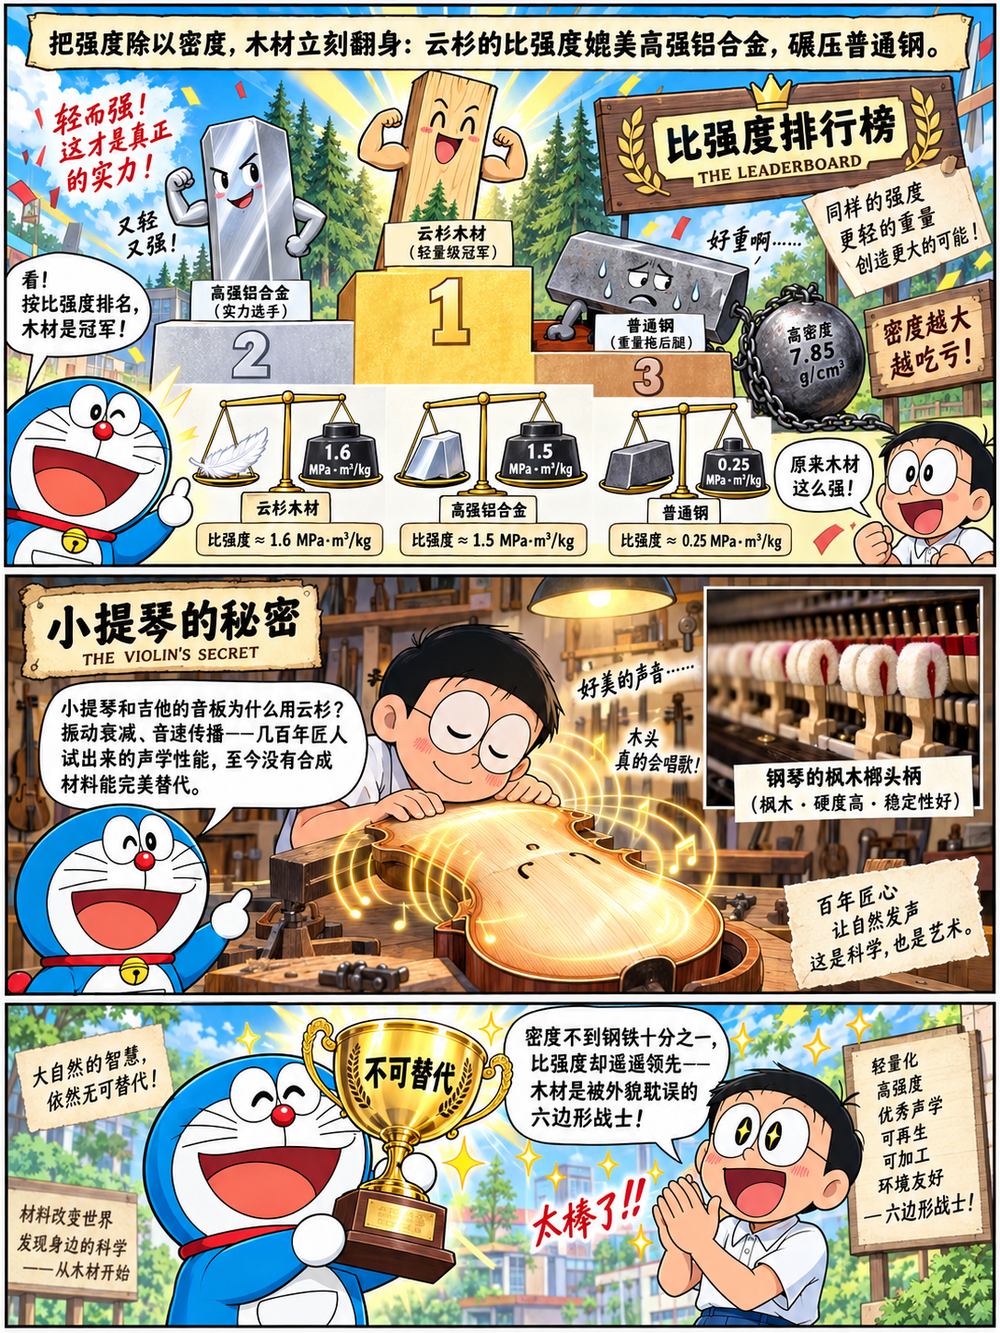 把强度除以密度，木材立刻翻身：云杉的比强度媲美高强铝合金，碾压普通钢。
轻而强！
这才是真正
的实力！
又轻
又强！
看！
按比强度排名，
木材是冠军！
云杉木材
（轻量级冠军）
1
高强铝合金
（实力选手）
2
好重啊……
普通钢
（重量拖后腿）
3
比强度排行榜
THE LEADERBOARD
同样的强度
更轻的重量
创造更大的可能！
高密度
7.85
g/cm³
密度越大
越吃亏！
原来木材
这么强！
1.6
MPa·m³/kg
云杉木材
比强度 ≈ 1.6 MPa·m³/kg
1.5
MPa·m³/kg
高强铝合金
比强度 ≈ 1.5 MPa·m³/kg
0.25
MPa·m³/kg
普通钢
比强度 ≈ 0.25 MPa·m³/kg
小提琴的秘密
THE VIOLIN'S SECRET
小提琴和吉他的音板为什么用云杉？
振动衰减、音速传播——几百年匠人
试出来的声学性能，至今没有合成
材料能完美替代。
好美的声音……
木头
真的会唱歌！
钢琴的枫木榔头柄
（枫木·硬度高·稳定性好）
百年匠心
让自然发声
这是科学，也是艺术。
大自然的智慧，
依然无可替代！
不可替代
密度不到钢铁十分之一，
比强度却遥遥领先——
木材是被外貌耽误的
六边形战士！
太棒了!!
轻量化
高强度
优秀声学
可再生
可加工
环境友好
—六边形战士！
材料改变世界
发现身边的科学
——从木材开始